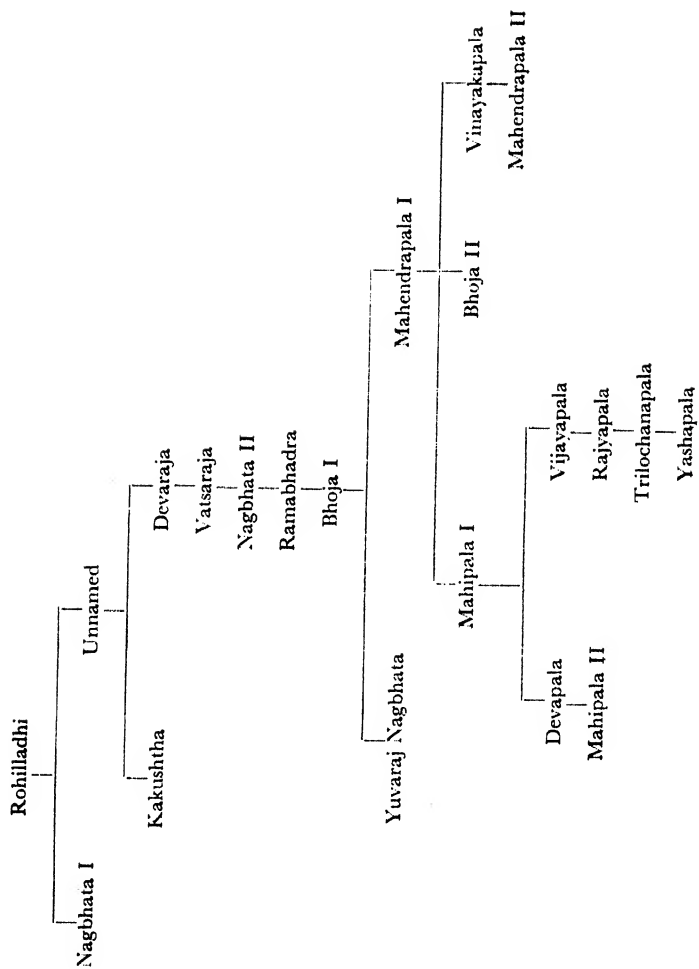 Rohilladhi
Nagbhata I
Unnamed
Kakushtha
Devaraja
Vatsaraja
Nagbhata II
Ramabhadra
Bhoja I
Yuvaraj Nagbhata
Mahendrapala I
Mahipala I
Bhoja II
Vinayakapala
Mahendrapala II
Devapala
Mahipala II
Vijayapala
Rajyapala
Trilochanapala
Yashapala